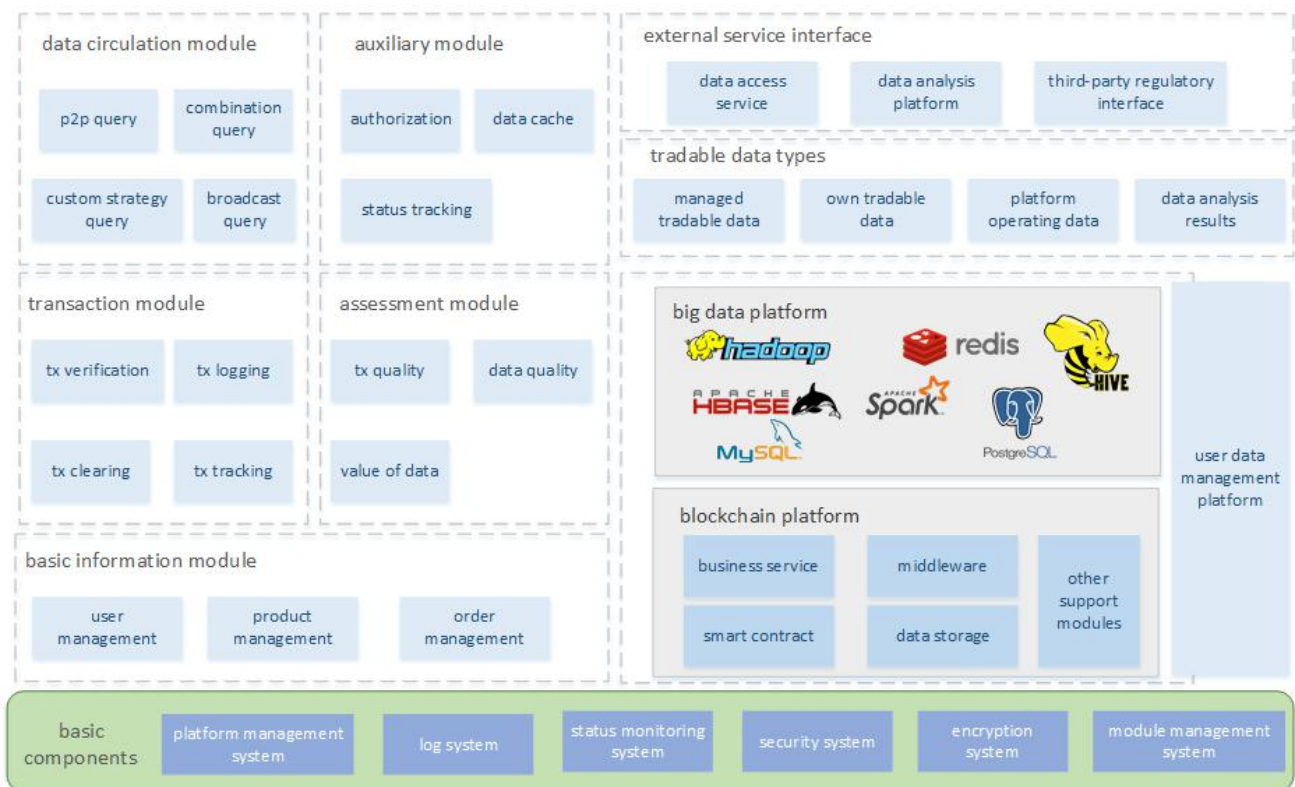 data circulation module
p2p query
combination
query
custom strategy
query
broadcast
query
auxiliary module
authorization
data cache
status tracking
external service interface
data access
service
data analysis
platform
third-party regulatory
interface
tradable data types
managed
tradable data
own tradable
data
platform
operating data
data analysis
results
transaction module
tx verification
tx logging
tx clearing
tx tracking
assessment module
tx quality
data quality
value of data
big data platform
hadoop
redis
HIVE
APACHE
HBASE
APACHE
Spark
MySQL
PostgreSQL
user data
management
platform
blockchain platform
business service
middleware
other
support
modules
smart contract
data storage
basic information module
user
management
product
management
order
management
basic
components
platform management
system
log system
status monitoring
system
security system
encryption
system
module management
system